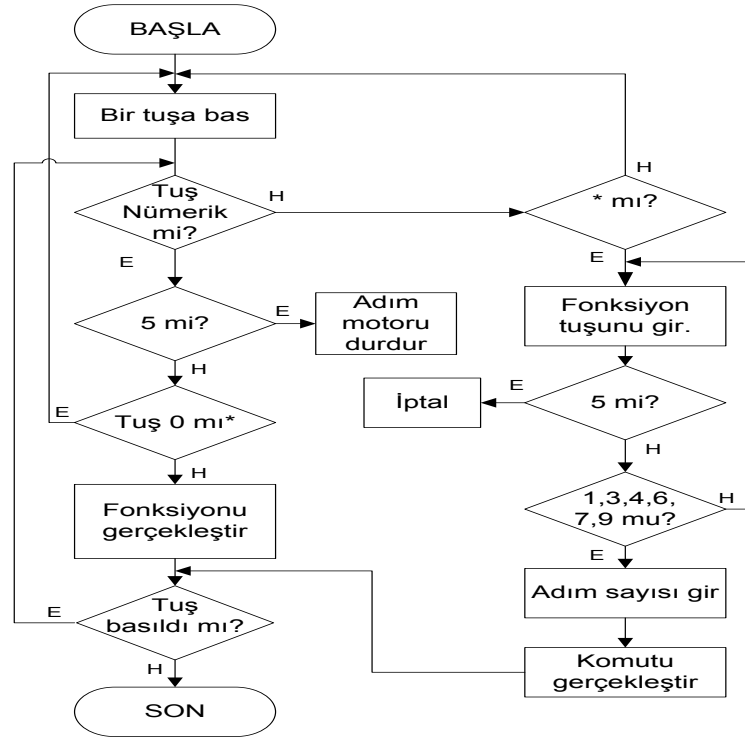 BAŞLA
Bir tuşa bas
H
Tuş
Nümerik
mi?
H
* mı?
E
E
5 mi?
E
Adım
motoru
durdur
Fonksiyon
tuşunu gir.
H
E
Tuş 0 mı*
İptal
E
5 mi?
H
H
Fonksiyonu
gerçekleştir
1,3,4,6,
7,9 mu?
H
E
Adım sayısı gir
E
Tuş
basıldı mı?
H
Komutu
gerçekleştir
SON